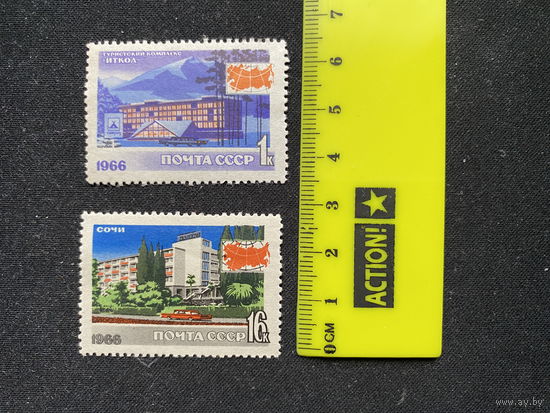 ТУРИСТСКИЙ КОМПЛЕКС
"ИТКОЛ"
ПОЧТА СССР
1К
1966
СОЧИ
ПОЧТА СССР
16К
1966
7
6
5
4
3
2
1
0 СМ
ACTION!
www.ay.by